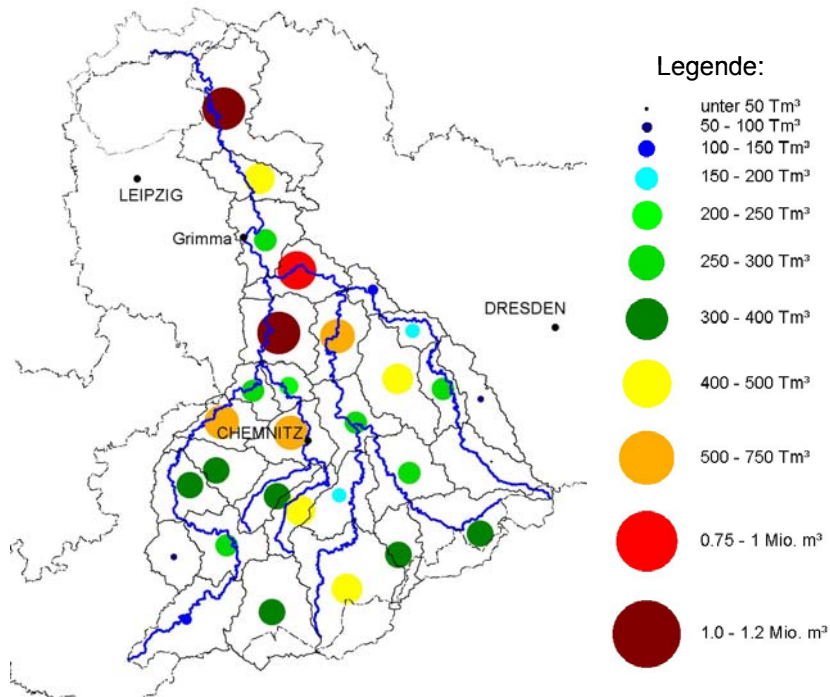 Legende:
unter 50 Tm³
50 - 100 Tm³
100 - 150 Tm³
150 - 200 Tm³
200 - 250 Tm³
250 - 300 Tm³
300 - 400 Tm³
400 - 500 Tm³
500 - 750 Tm³
0.75 - 1 Mio. m³
1.0 - 1.2 Mio. m³
LEIPZIG
Grimma
DRESDEN
CHEMNITZ